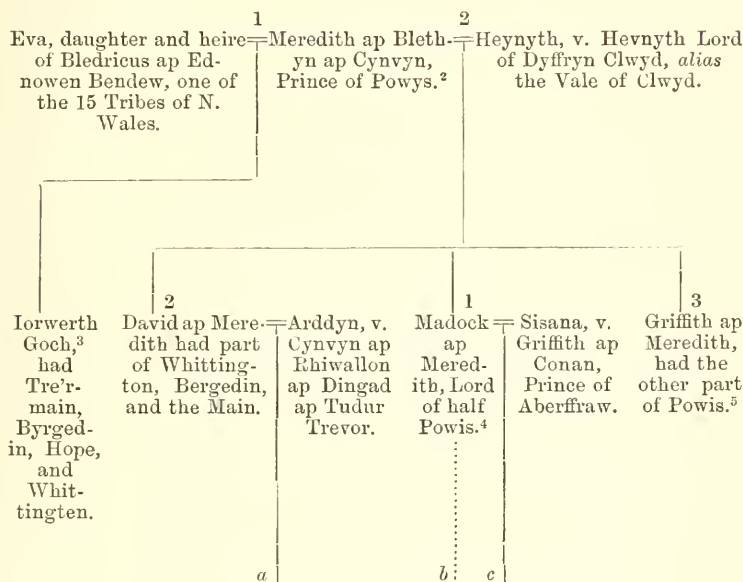 1
Eva, daughter and heire
of Bledricus ap Ed-
nowen Bendew, one of
the 15 Tribes of N.
Wales.
Meredith ap Bleth-
yn ap Cynvyn,
Prince of Powys.²
2
Heynyth, v. Hevnyth Lord
of Dyffryn Clwyd, alias
the Vale of Clwyd.
Iorwerth
Goch,³
had
Tre'r-
main,
Byrged-
in, Hope,
and
Whit-
tingten.
2
David ap Mere-
dith had part
of Whitting-
ton, Bergedin,
and the Main.
Arddyn, v.
Cynvyn ap
Rhiwallon
ap Dingad
ap Tudur
Trevor.
1
Madock
ap
Mered-
ith, Lord
of half
Powis.⁴
Sisana, v.
Griffith ap
Conan,
Prince of
Aberffraw.
3
Griffith ap
Meredith,
had the
other part
of Powis.⁵
a
b
c